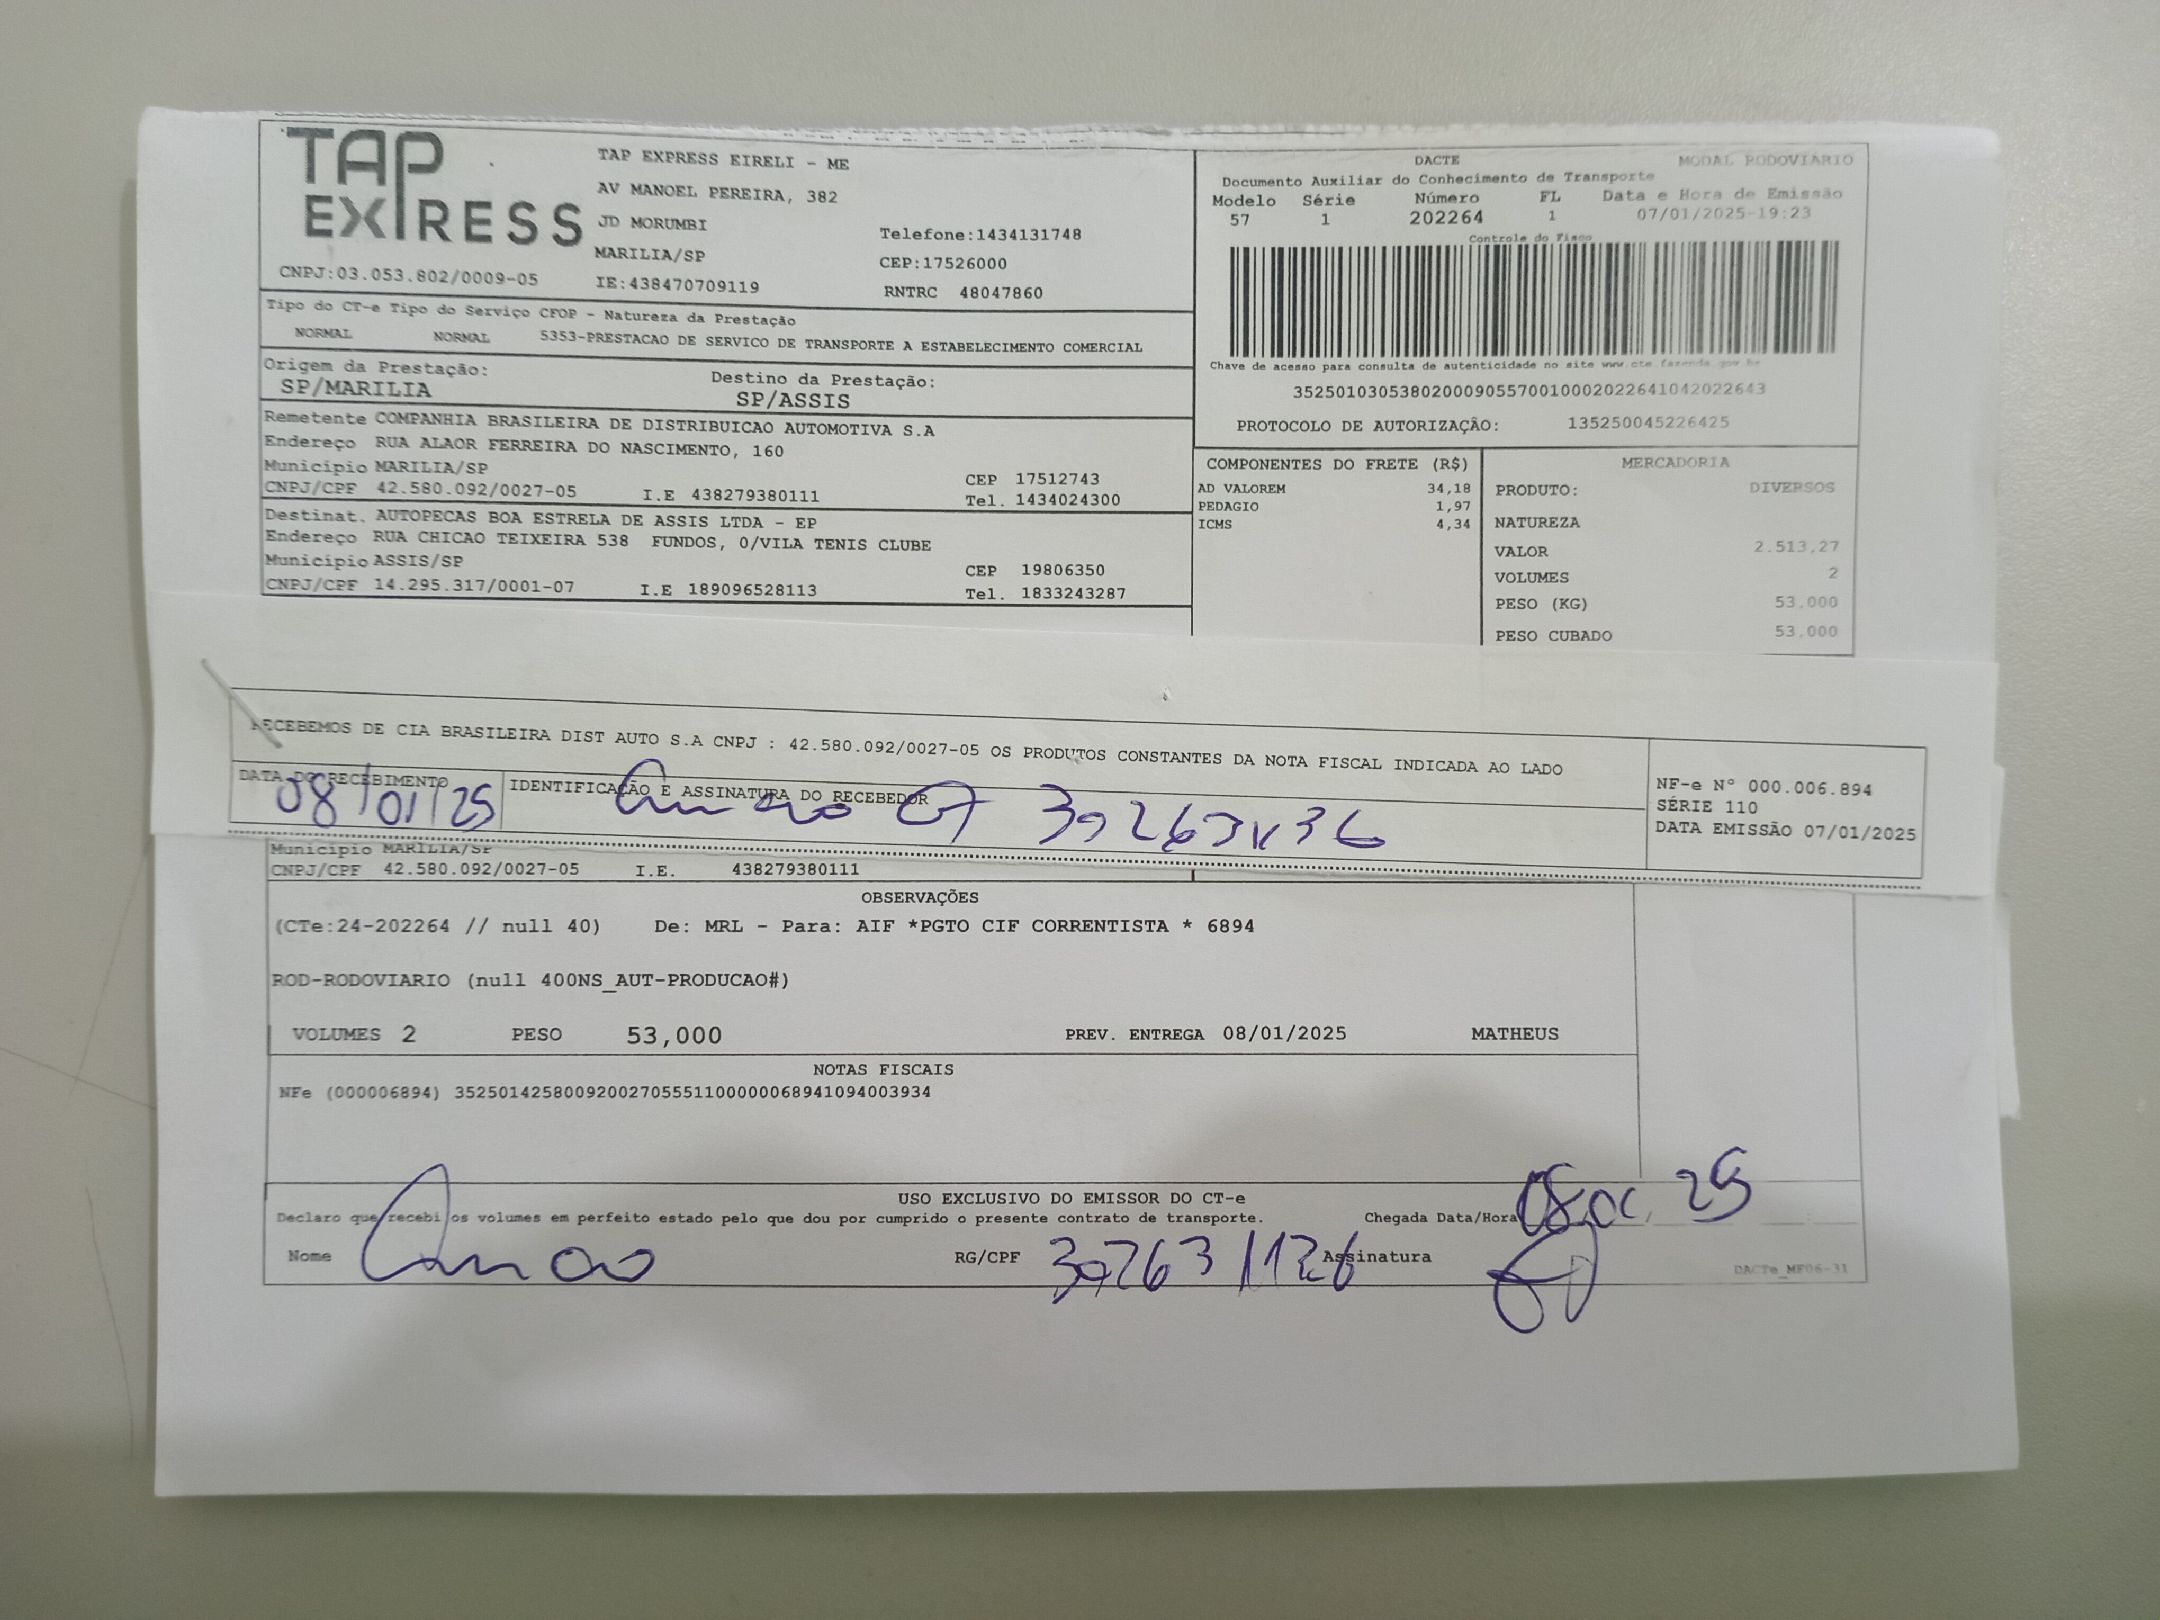 TAP EXPRESS
TAP EXPRESS EIRELI - ME
AV MANOEL PEREIRA, 382
JD MORUMBI
Telefone:1434131748
MARILIA/SP
CEP:17526000
CNPJ:03.053.802/0009-05
IE:438470709119
RNTRC 48047860
DACTE MODAL RODOVIÁRIO
Documento Auxiliar do Conhecimento de Transporte
Modelo Série Número FL Data e Hora de Emissão
57 1 202264 1 07/01/2025-19:23
Controle do Fisco
Chave de acesso para consulta de autenticidade no site www.cte.fazenda.gov.br
35250103053802000905570010002022641042022643
PROTOCOLO DE AUTORIZAÇÃO: 135250045226425
Tipo do CT-e Tipo do Serviço CFOP - Natureza da Prestação
NORMAL NORMAL 5353-PRESTACAO DE SERVICO DE TRANSPORTE A ESTABELECIMENTO COMERCIAL
Origem da Prestação: Destino da Prestação:
SP/MARILIA SP/ASSIS
Remetente COMPANHIA BRASILEIRA DE DISTRIBUICAO AUTOMOTIVA S.A
Endereço RUA ALAOR FERREIRA DO NASCIMENTO, 160
Município MARILIA/SP CEP 17512743
CNPJ/CPF 42.580.092/0027-05 I.E 438279380111 Tel. 1434024300
Destinat. AUTOPECAS BOA ESTRELA DE ASSIS LTDA - EP
Endereço RUA CHICAO TEIXEIRA 538 FUNDOS, 0/VILA TENIS CLUBE
Município ASSIS/SP CEP 19806350
CNPJ/CPF 14.295.317/0001-07 I.E 189096528113 Tel. 1833243287
COMPONENTES DO FRETE (R$)
AD VALOREM 34,18
PEDAGIO 1,97
ICMS 4,34
MERCADORIA
PRODUTO: DIVERSOS
NATUREZA
VALOR 2.513,27
VOLUMES 2
PESO (KG) 53,000
PESO CUBADO 53,000
RECEBEMOS DE CIA BRASILEIRA DIST AUTO S.A CNPJ : 42.580.092/0027-05 OS PRODUTOS CONSTANTES DA NOTA FISCAL INDICADA AO LADO
DATA DO RECEBIMENTO IDENTIFICAÇÃO E ASSINATURA DO RECEBEDOR
08/01/25
NF-e N° 000.006.894
SÉRIE 110
DATA EMISSÃO 07/01/2025
Município MARILIA/SP
CNPJ/CPF 42.580.092/0027-05 I.E. 438279380111
OBSERVAÇÕES
(CTe:24-202264 // null 40) De: MRL - Para: AIF *PGTO CIF CORRENTISTA * 6894
ROD-RODOVIARIO (null 400NS_AUT-PRODUCAO#)
VOLUMES 2 PESO 53,000 PREV. ENTREGA 08/01/2025 MATHEUS
NOTAS FISCAIS
NFe (000006894) 35250142580092002705551100000068941094003934
USO EXCLUSIVO DO EMISSOR DO CT-e
Declaro que recebi os volumes em perfeito estado pelo que dou por cumprido o presente contrato de transporte. Chegada Data/Hora
Nome RG/CPF Assinatura
DACTe_MF06-31